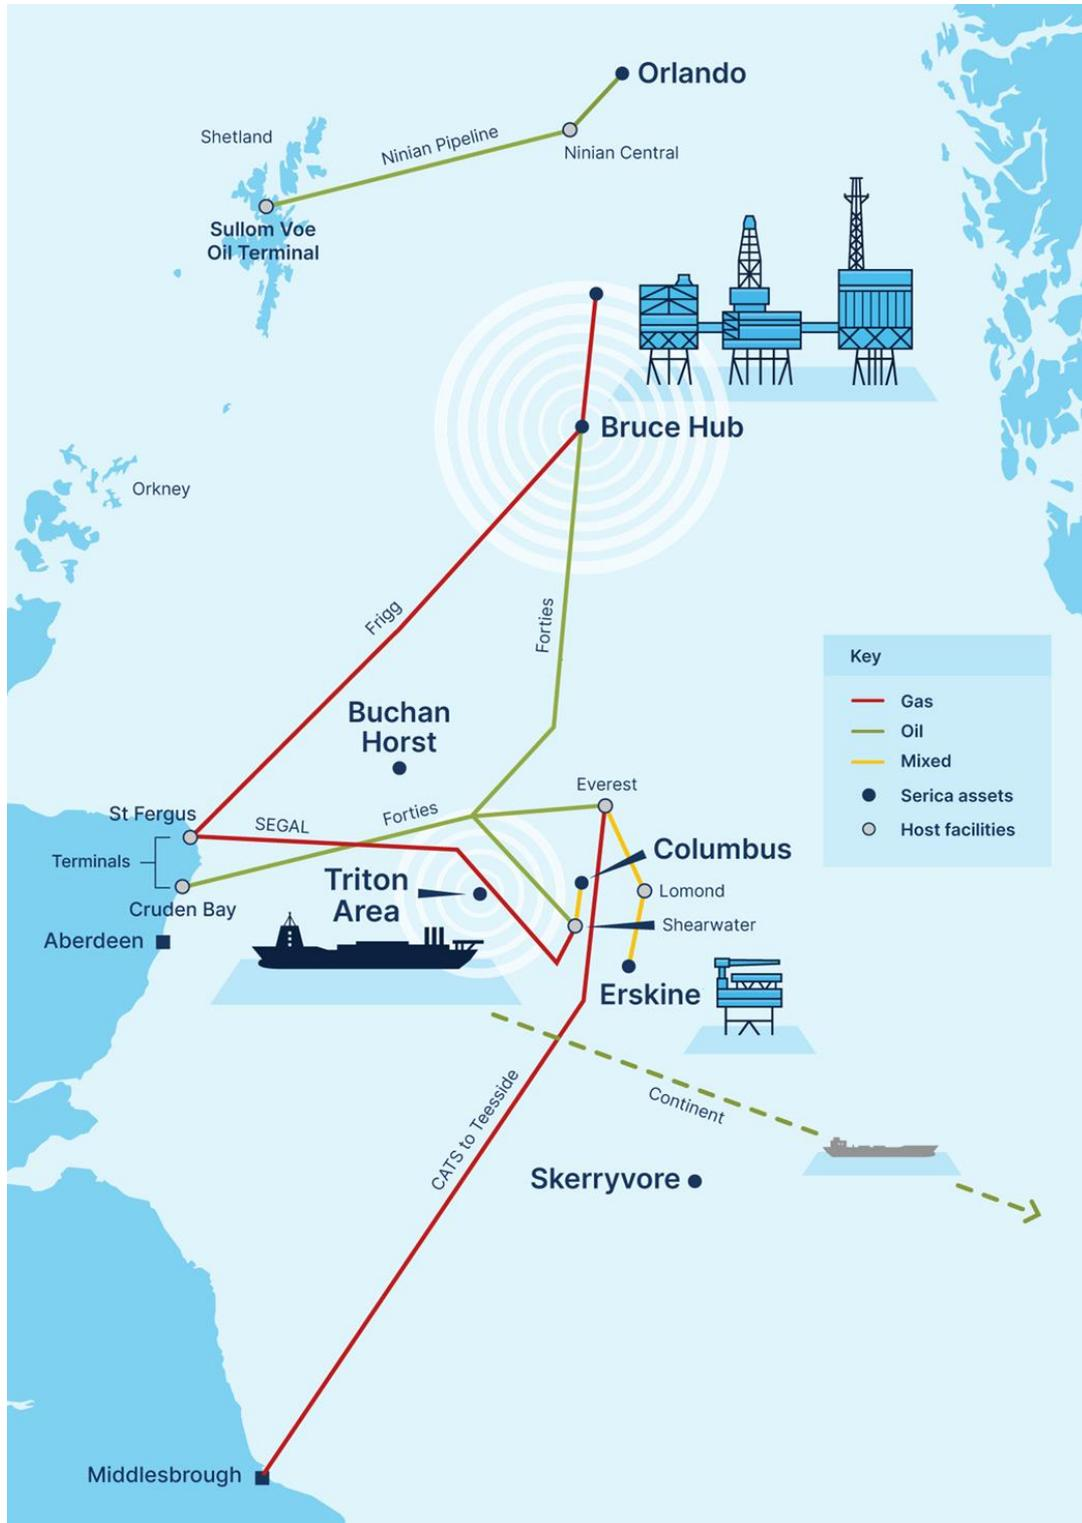 Orlando
Shetland
Ninian Pipeline
Ninian Central
Sullom Voe
Oil Terminal
Bruce Hub
Orkney
Frigg
Forties
Key
Gas
Oil
Mixed
Serica assets
Host facilities
Buchan
Horst
Everest
St Fergus
SEGAL
Forties
Columbus
Terminals
Triton
Area
Lomond
Cruden Bay
Shearwater
Aberdeen
Erskine
CATS to Teesside
Continent
Skerryvore
Middlesbrough